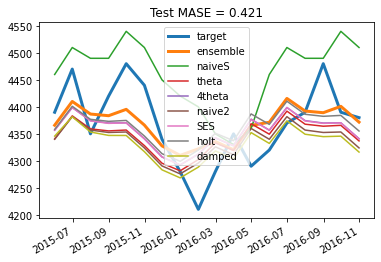 Test MASE = 0.421
4550
4500
4450
4400
4350
4300
4250
4200
target
ensemble
naiveS
theta
4theta
naive2
SES
holt
damped
2015-07
2015-09
2015-11
2016-01
2016-03
2016-05
2016-07
2016-09
2016-11